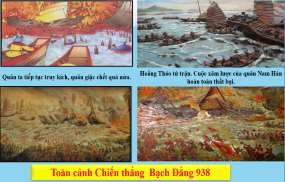 Quân ta tiếp tục truy kích, quân giặc chết quá nửa.
Hoằng Tháo tử trận. Cuộc xâm lược của quân Nam Hán
hoàn toàn thất bại.
Toàn cảnh Chiến thắng Bạch Đằng 938